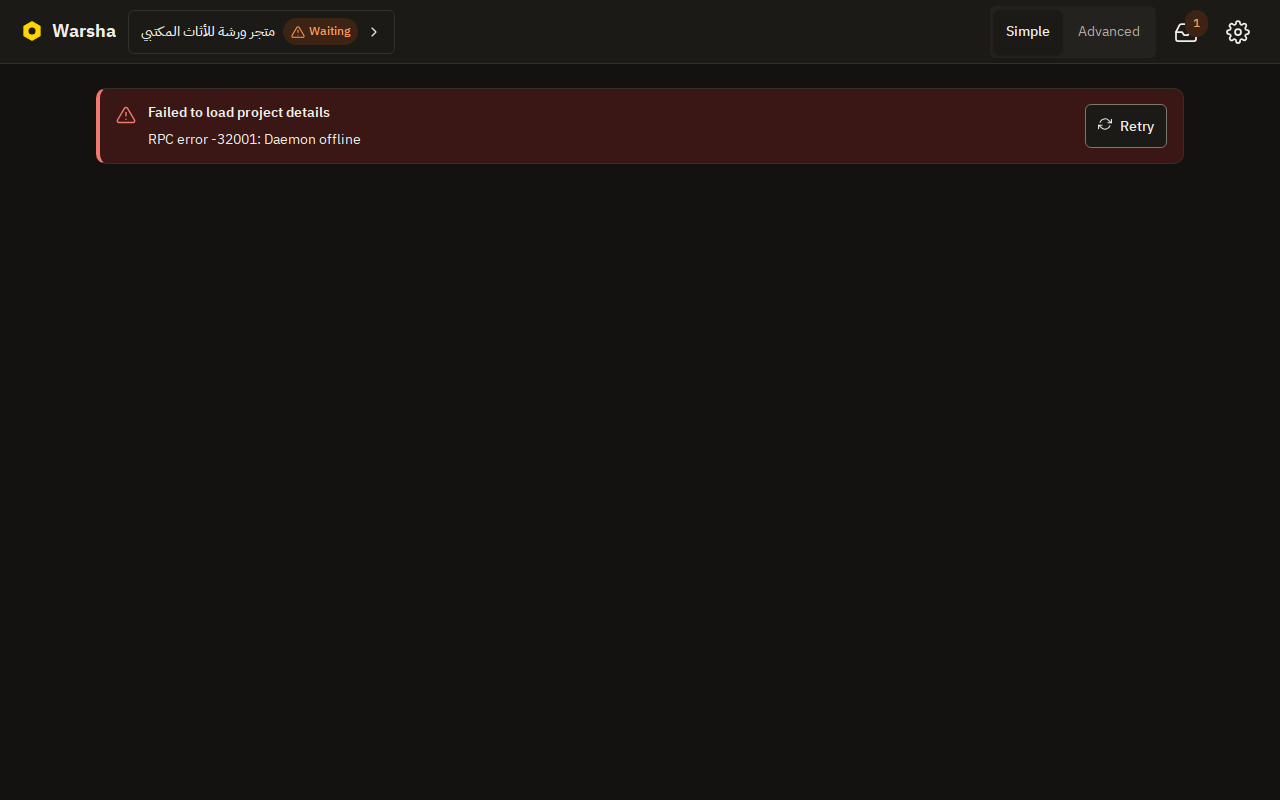 Warsha
متجر ورشة للأثاث المكتبي
Waiting
Simple
Advanced
1
Failed to load project details
RPC error -32001: Daemon offline
Retry